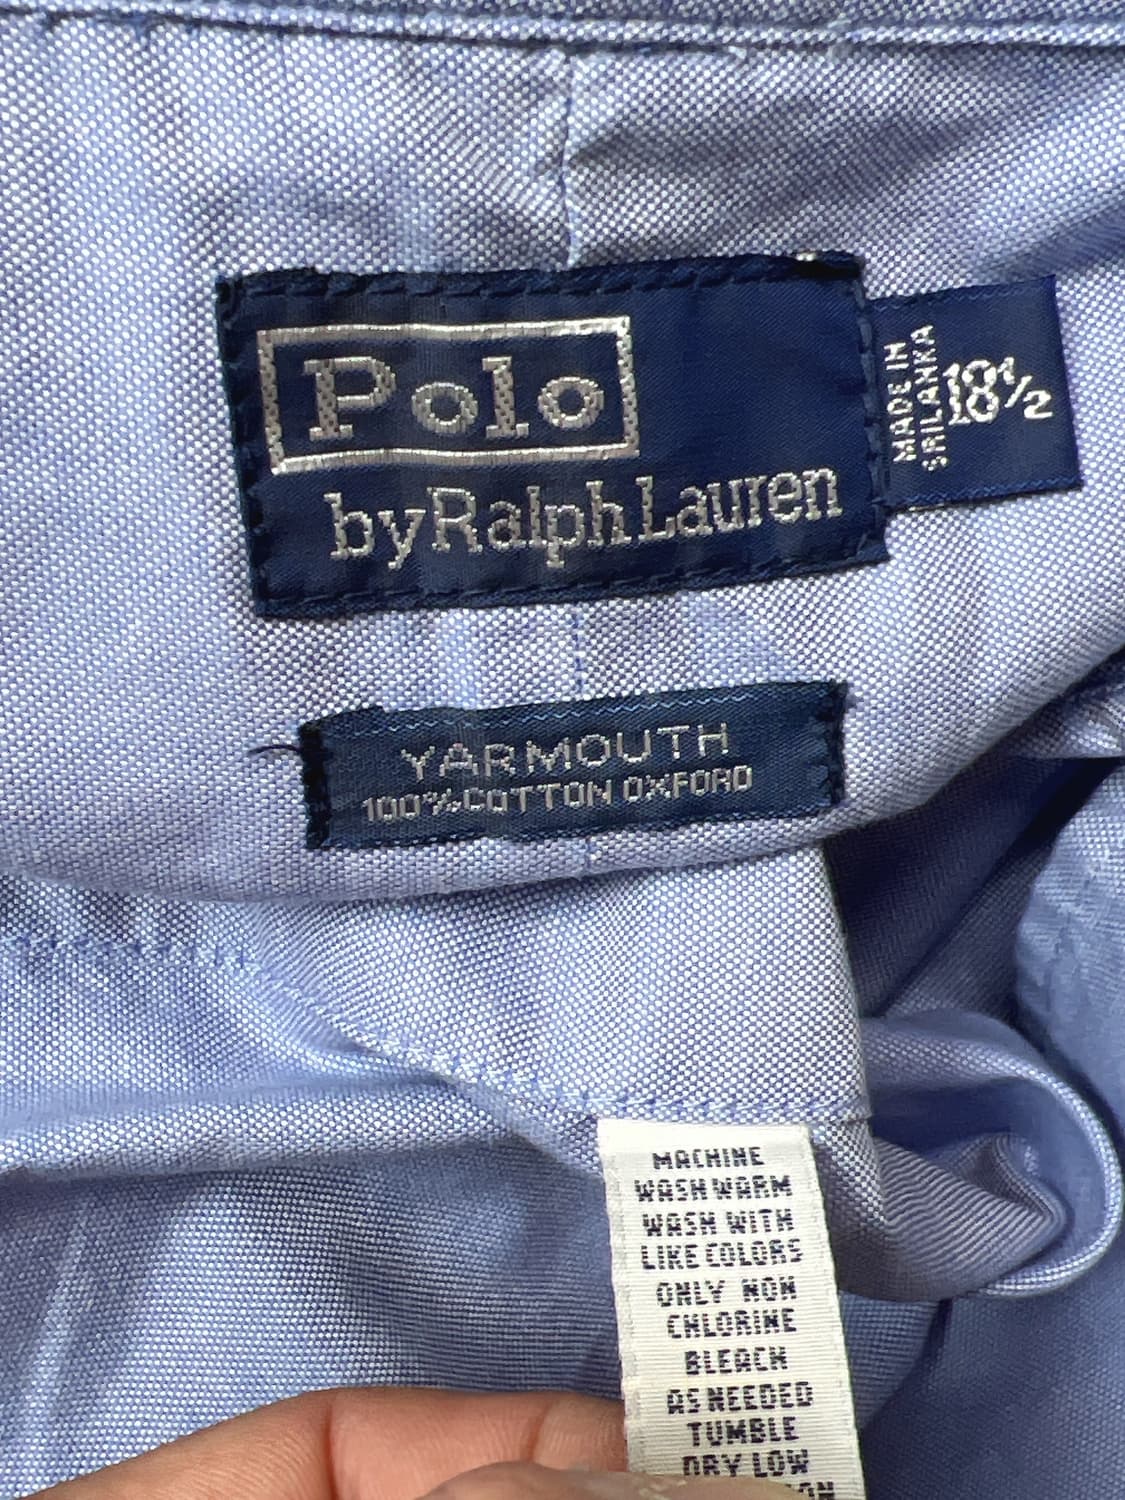 Polo
by Ralph Lauren
MADE IN
SRI LANKA
18½
YARMOUTH
100% COTTON OXFORD
MACHINE
WASH WARM
WASH WITH
LIKE COLORS
ONLY NON
CHLORINE
BLEACH
AS NEEDED
TUMBLE
DRY LOW